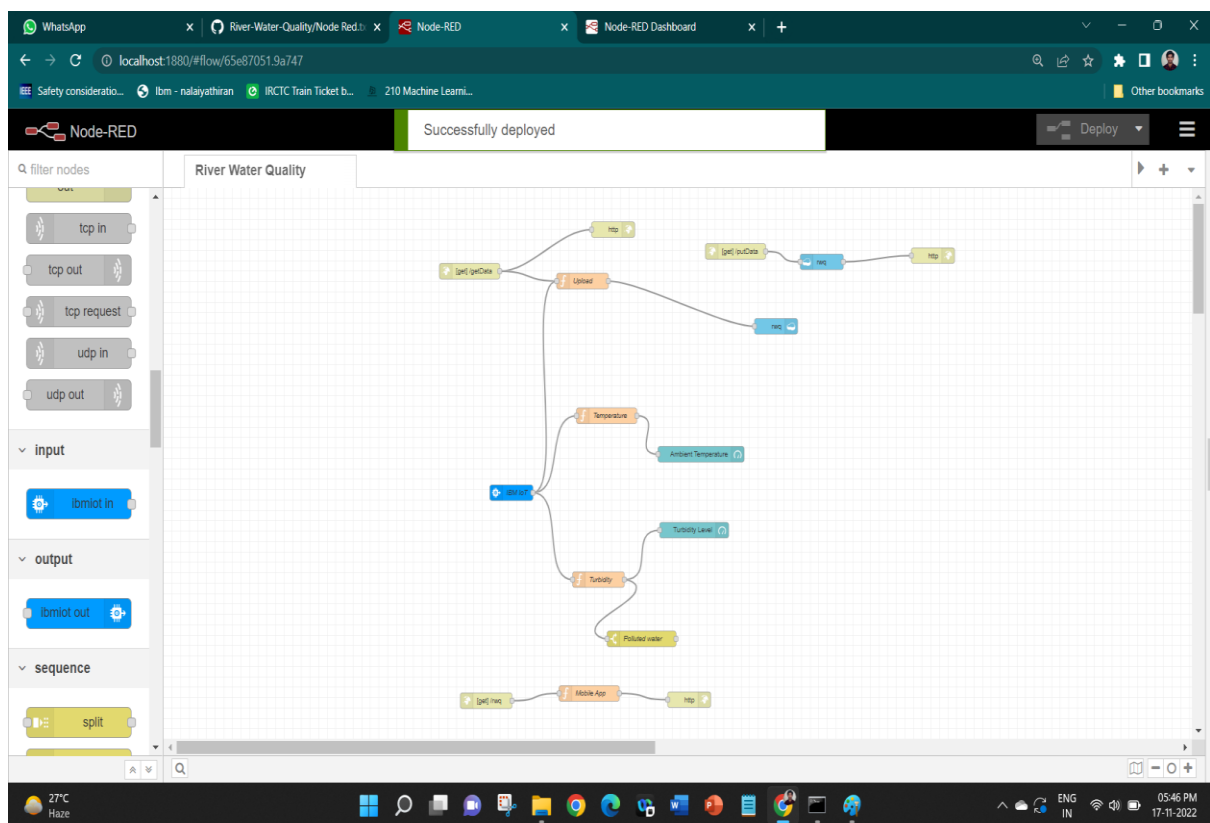 WhatsApp
River-Water-Quality/Node Red.t
Node-RED
Node-RED Dashboard
localhost:1880/#flow/65e87051.9a747
Safety consideratio...
Ibm - nalaiyathiran
IRCTC Train Ticket b...
210 Machine Learni...
Other bookmarks
Node-RED
Successfully deployed
Deploy
filter nodes
River Water Quality
out
tcp in
tcp out
tcp request
udp in
udp out
input
ibmiot in
output
ibmiot out
sequence
split
http
[get] /getData
Upload
[get] /putData
rwq
http
rwq
Temperature
Ambient Temperature
IBM IoT
Turbidity Level
Turbidity
Polluted water
[get] /rwq
Mobile App
http
27°C
Haze
ENG
IN
05:46 PM
17-11-2022